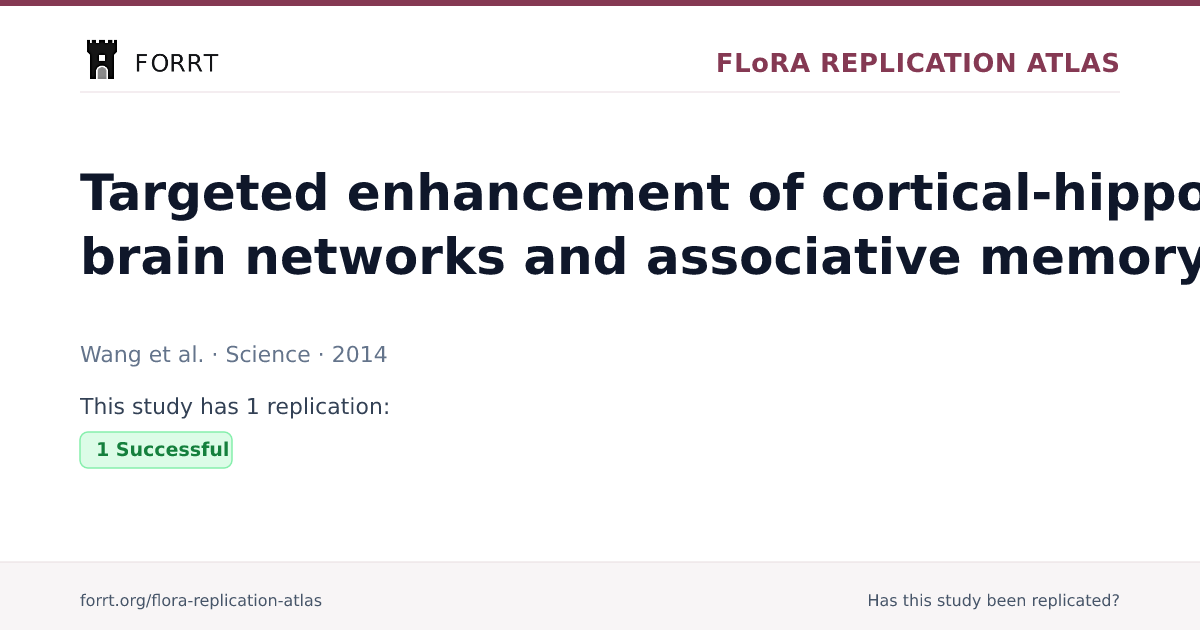 FORRT
FLoRA REPLICATION ATLAS
Targeted enhancement of cortical-hippo
brain networks and associative memory
Wang et al. · Science · 2014
This study has 1 replication:
1 Successful
forrt.org/flora-replication-atlas
Has this study been replicated?